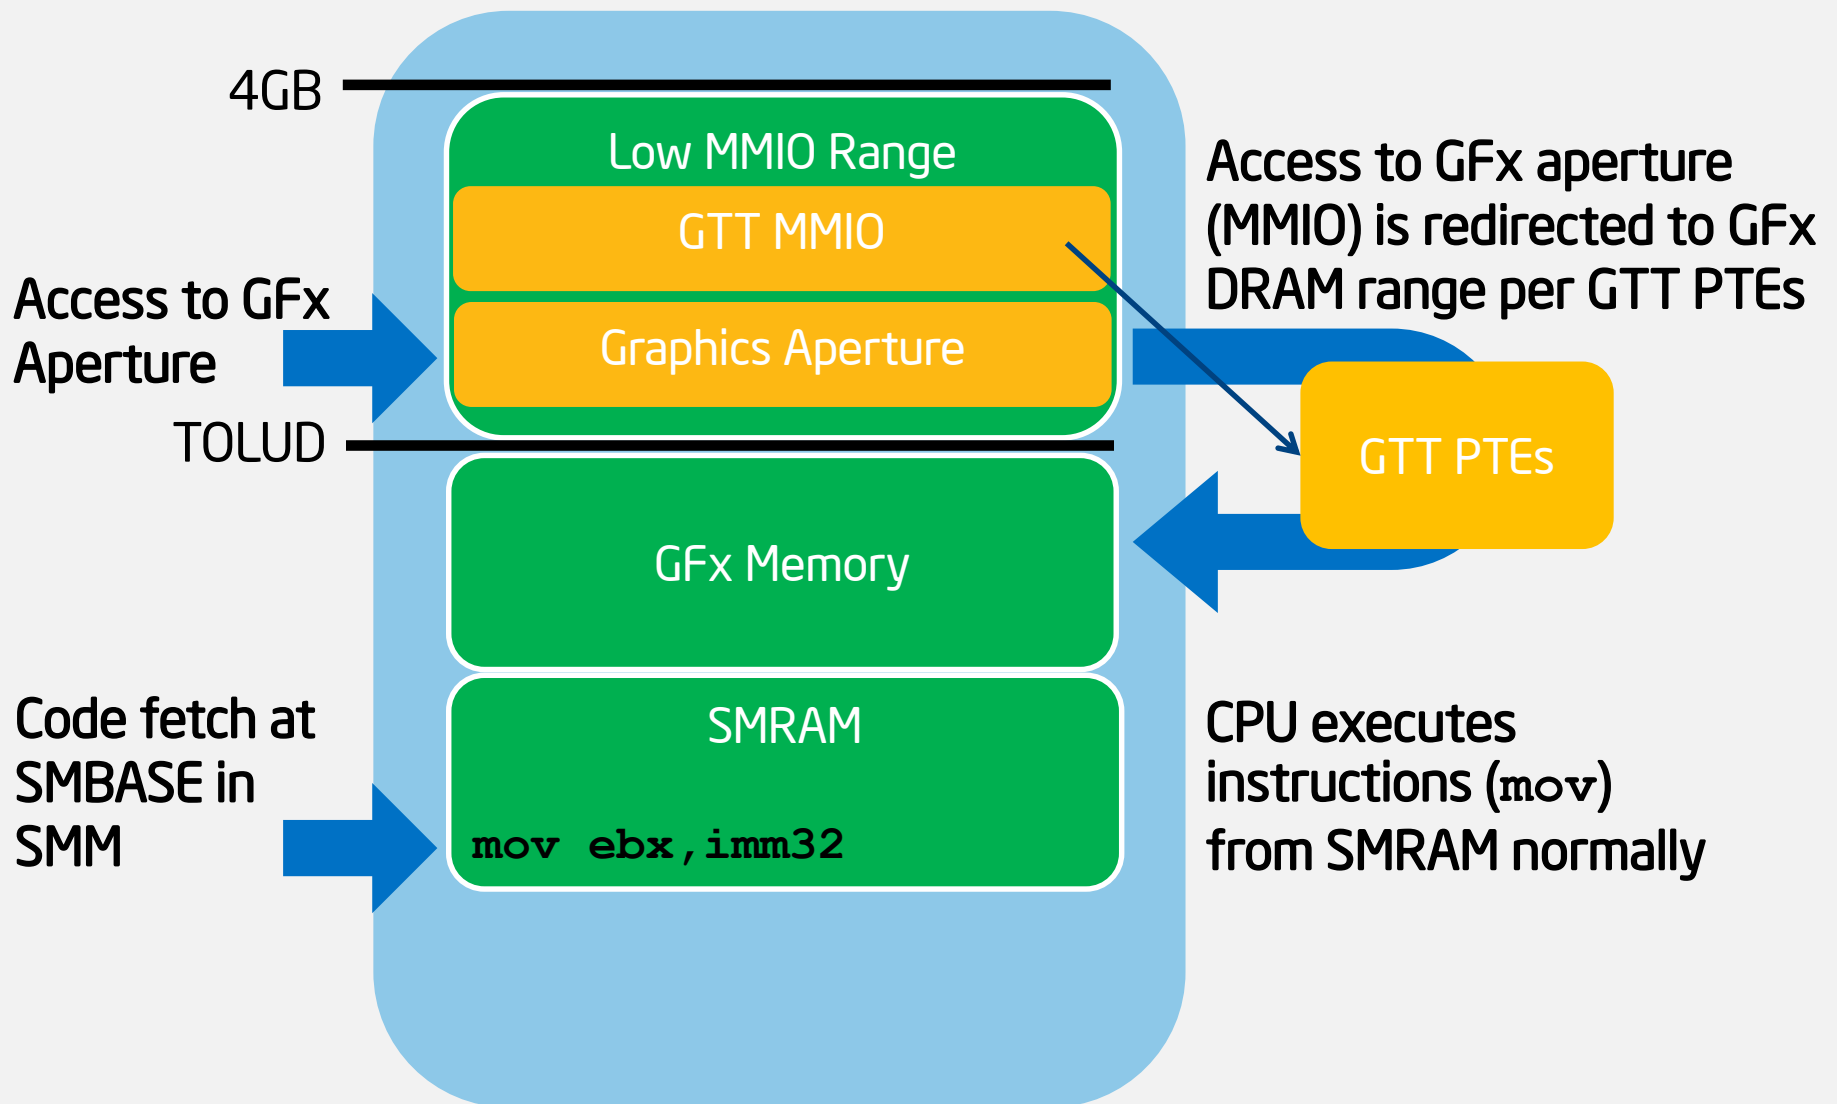 4GB
Low MMIO Range
GTT MMIO
Graphics Aperture
Access to GFx
Aperture
Access to GFx aperture
(MMIO) is redirected to GFx
DRAM range per GTT PTEs
TOLUD
GTT PTEs
GFx Memory
Code fetch at
SMBASE in
SMM
SMRAM
mov ebx,imm32
CPU executes
instructions (mov)
from SMRAM normally